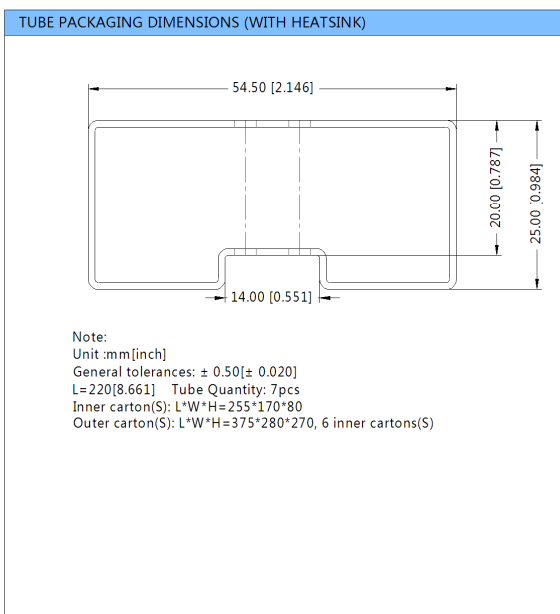 TUBE PACKAGING DIMENSIONS (WITH HEATSINK)
54.50 [2.146]
20.00 [0.787]
25.00 [0.984]
14.00 [0.551]
Note:
Unit :mm[inch]
General tolerances: ± 0.50[± 0.020]
L=220[8.661] Tube Quantity: 7pcs
Inner carton(S): L*W*H=255*170*80
Outer carton(S): L*W*H=375*280*270, 6 inner cartons(S)